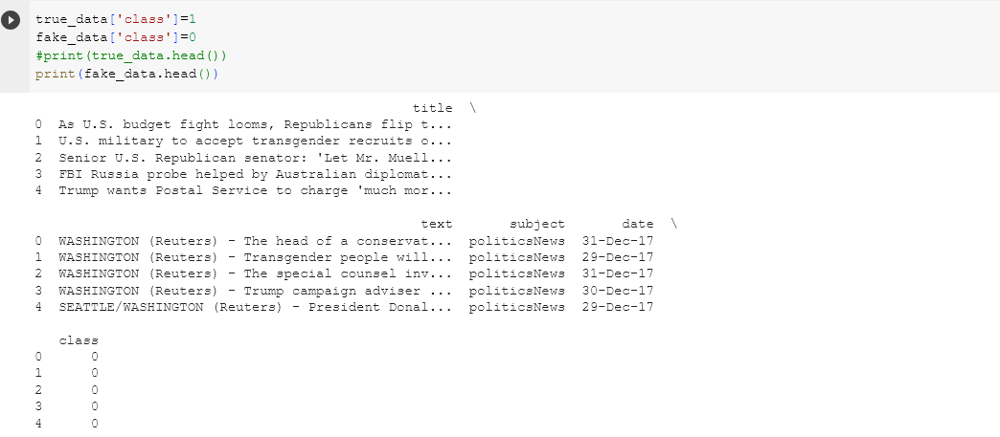 true_data['class']=1
fake_data['class']=0
#print(true_data.head())
print(fake_data.head())
title \
0 As U.S. budget fight looms, Republicans flip t...
1 U.S. military to accept transgender recruits o...
2 Senior U.S. Republican senator: 'Let Mr. Muell...
3 FBI Russia probe helped by Australian diplomat...
4 Trump wants Postal Service to charge 'much mor...
text subject date \
0 WASHINGTON (Reuters) - The head of a conservat... politicsNews 31-Dec-17
1 WASHINGTON (Reuters) - Transgender people will... politicsNews 29-Dec-17
2 WASHINGTON (Reuters) - The special counsel inv... politicsNews 31-Dec-17
3 WASHINGTON (Reuters) - Trump campaign adviser ... politicsNews 30-Dec-17
4 SEATTLE/WASHINGTON (Reuters) - President Donal... politicsNews 29-Dec-17
class
0 0
1 0
2 0
3 0
4 0